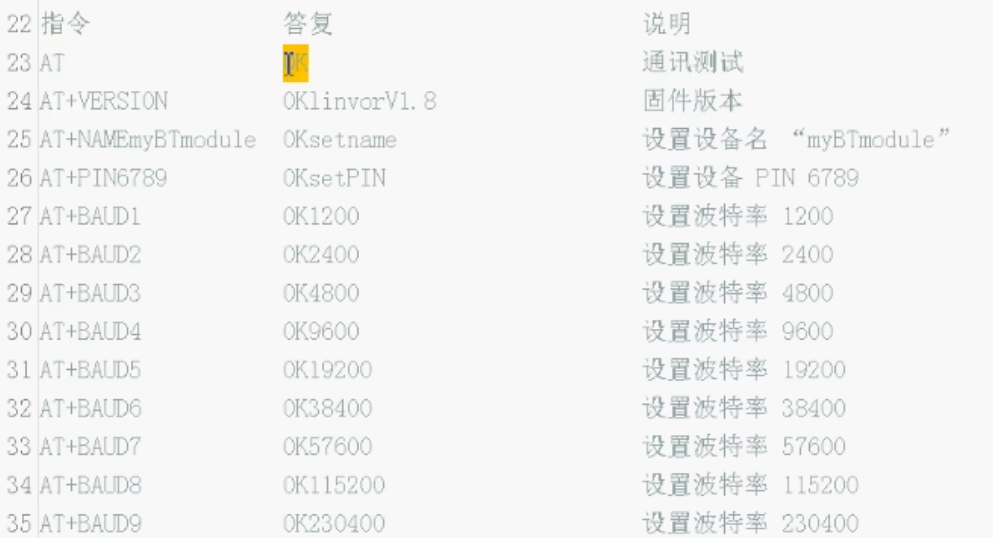 22 指令 答复 说明
23 AT OK 通讯测试
24 AT+VERSION OKlinvorV1.8 固件版本
25 AT+NAMEmyBTmodule OKsetname 设置设备名 “myBTmodule”
26 AT+PIN6789 OKsetPIN 设置设备 PIN 6789
27 AT+BAUD1 OK1200 设置波特率 1200
28 AT+BAUD2 OK2400 设置波特率 2400
29 AT+BAUD3 OK4800 设置波特率 4800
30 AT+BAUD4 OK9600 设置波特率 9600
31 AT+BAUD5 OK19200 设置波特率 19200
32 AT+BAUD6 OK38400 设置波特率 38400
33 AT+BAUD7 OK57600 设置波特率 57600
34 AT+BAUD8 OK115200 设置波特率 115200
35 AT+BAUD9 OK230400 设置波特率 230400